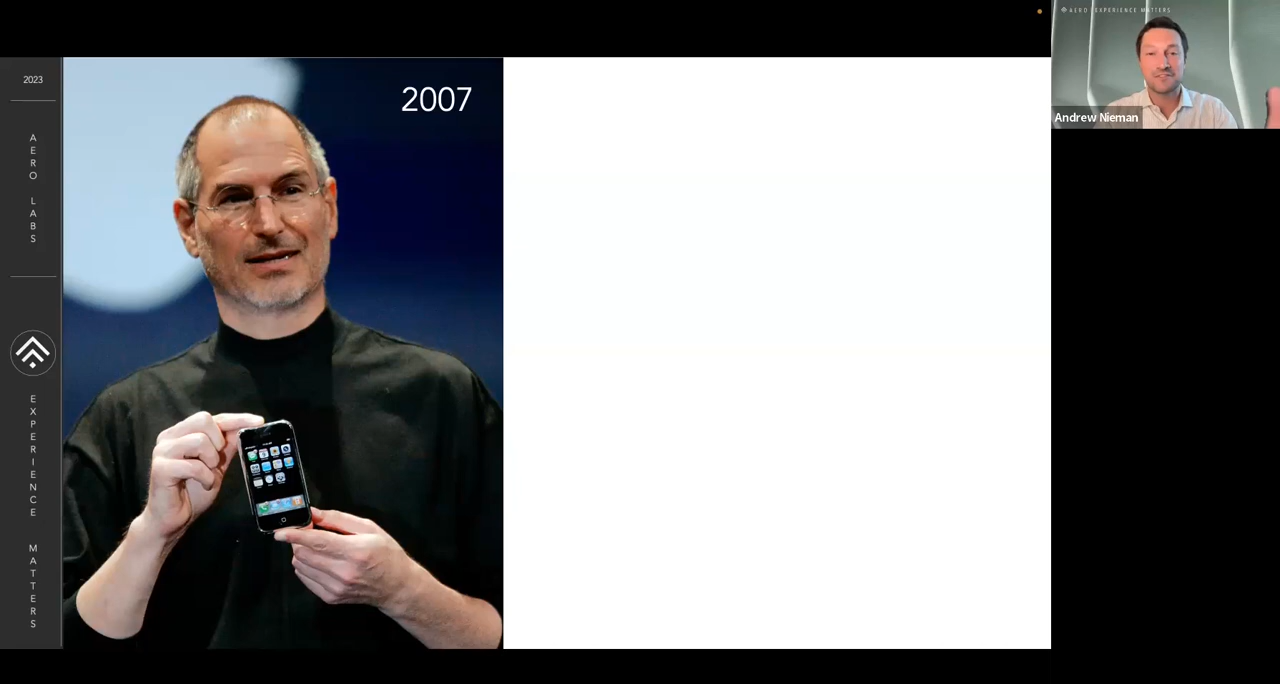 2023
AERO LABS
EXPERIENCE MATTERS
2007
AERO EXPERIENCE MATTERS
Andrew Nieman